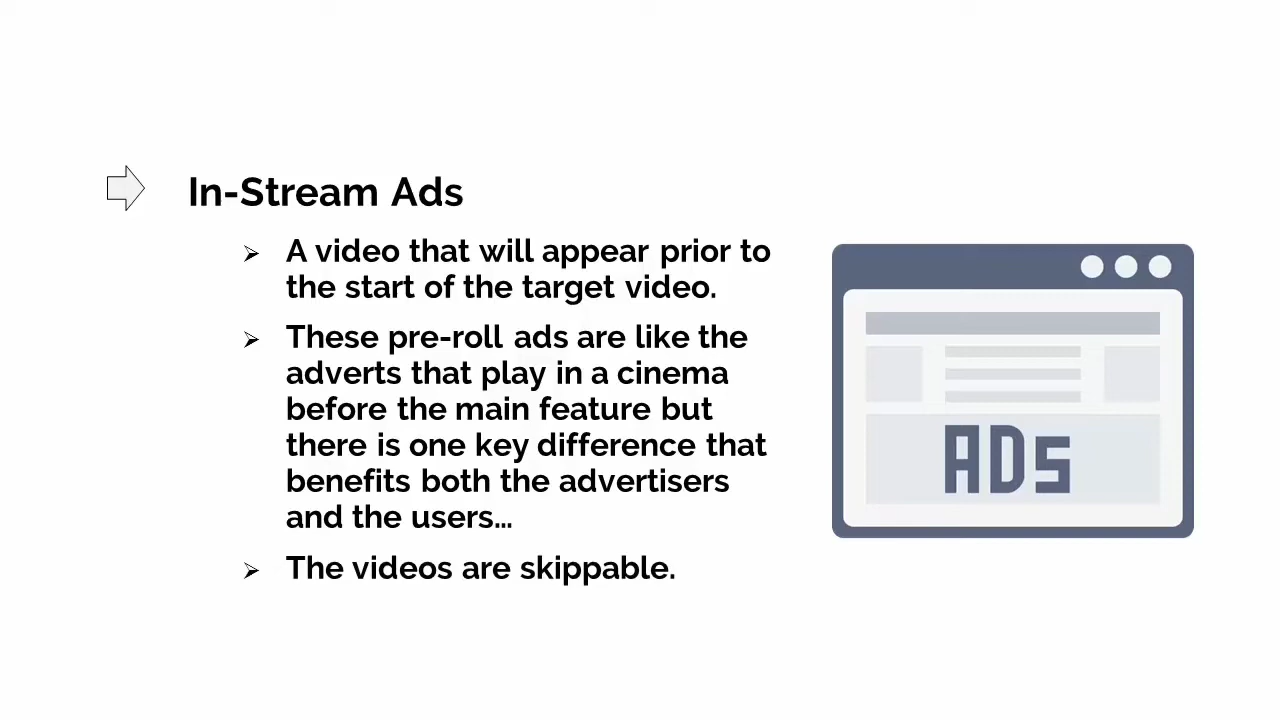 In-Stream Ads
A video that will appear prior to
the start of the target video.
These pre-roll ads are like the
adverts that play in a cinema
before the main feature but
there is one key difference that
benefits both the advertisers
and the users…
The videos are skippable.
ADs